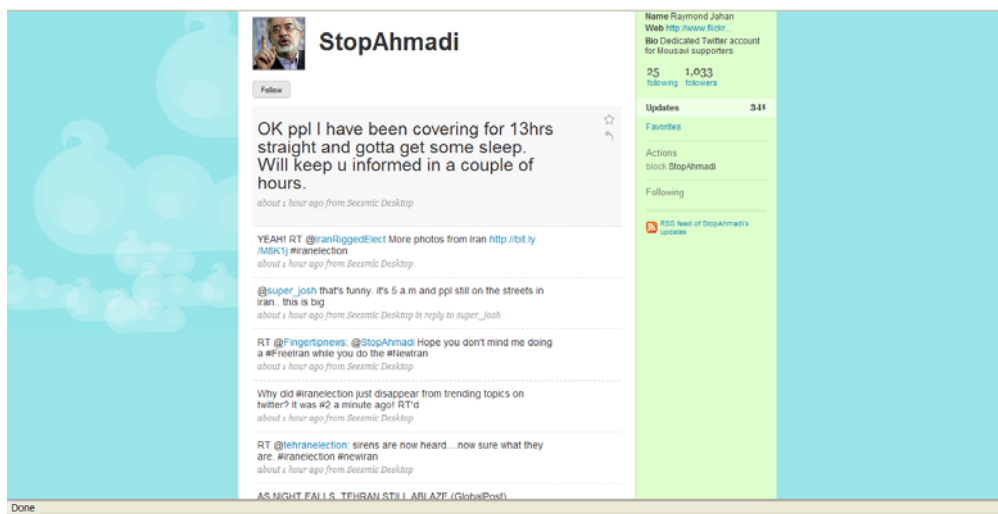 StopAhmadi
Follow
OK ppl I have been covering for 13hrs
straight and gotta get some sleep.
Will keep u informed in a couple of
hours.
about 1 hour ago from Seesmic Desktop
YEAH! RT @IranRiggedElect More photos from Iran http://bit.ly
/M8K1j #iranelection
about 1 hour ago from Seesmic Desktop
@super_josh that's funny. it's 5 a.m and ppl still on the streets in
iran.. this is big
about 1 hour ago from Seesmic Desktop in reply to super_josh
RT @Fingertipnews: @StopAhmadi Hope you don't mind me doing
a #FreeIran while you do the #NewIran
about 1 hour ago from Seesmic Desktop
Why did #iranelection just disappear from trending topics on
twitter? It was #2 a minute ago! RT'd
about 1 hour ago from Seesmic Desktop
RT @tehranelection: sirens are now heard....now sure what they
are. #iranelection #newiran
about 1 hour ago from Seesmic Desktop
AS NIGHT FALLS, TEHRAN STILL ABLAZE (GlobalPost)
Name Raymond Jahan
Web http://www.flickr...
Bio Dedicated Twitter account
for Mousavi supporters
25 1,033
following followers
Updates 341
Favorites
Actions
block StopAhmadi
Following
RSS feed of StopAhmadi's
updates
Done